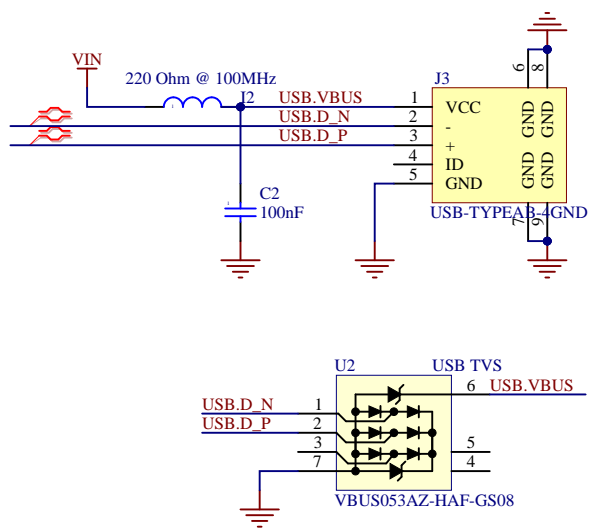 VIN
220 Ohm @ 100MHz
J2
USB.VBUS
USB.D_N
USB.D_P
J3
1
2
3
4
5
VCC
-
+
ID
GND
6
8
GND
GND
GND
GND
7
9
USB-TYPEAB-4GND
C2
100nF
U2
USB TVS
6
USB.VBUS
USB.D_N
1
USB.D_P
2
3
7
5
4
VBUS053AZ-HAF-GS08